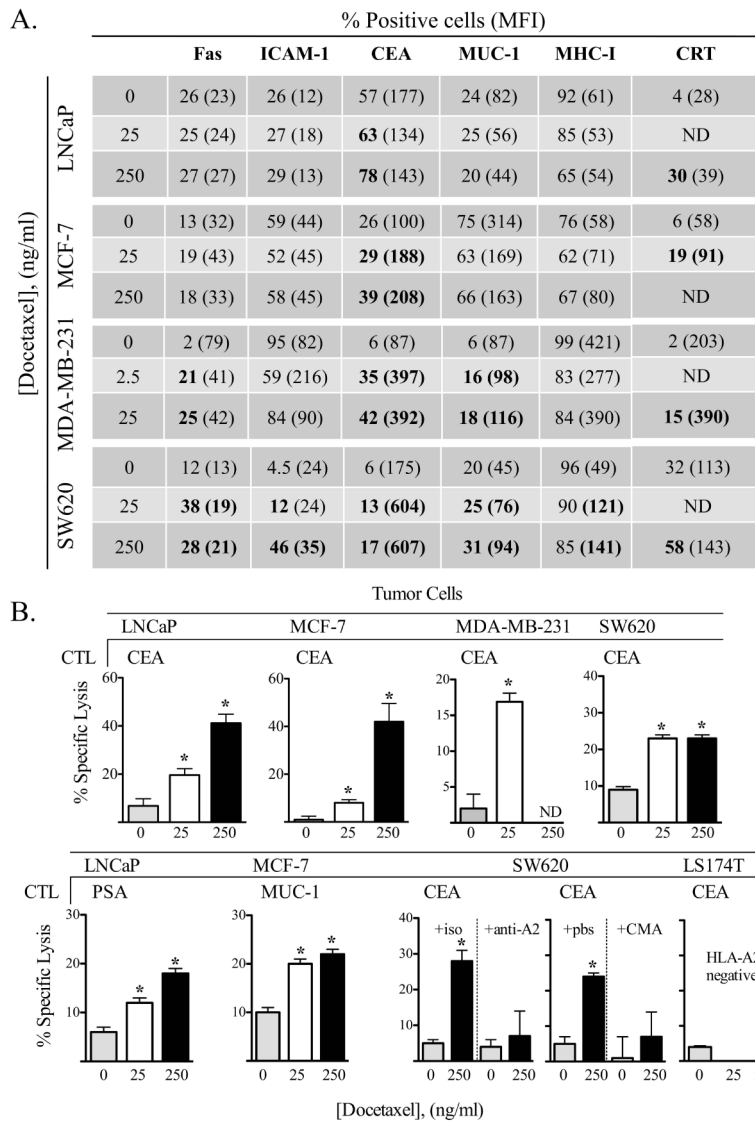 A.
% Positive cells (MFI)
Fas ICAM-1 CEA MUC-1 MHC-I CRT
[Docetaxel], (ng/ml)
LNCaP
0 26 (23) 26 (12) 57 (177) 24 (82) 92 (61) 4 (28)
25 25 (24) 27 (18) 63 (134) 25 (56) 85 (53) ND
250 27 (27) 29 (13) 78 (143) 20 (44) 65 (54) 30 (39)
MCF-7
0 13 (32) 59 (44) 26 (100) 75 (314) 76 (58) 6 (58)
25 19 (43) 52 (45) 29 (188) 63 (169) 62 (71) 19 (91)
250 18 (33) 58 (45) 39 (208) 66 (163) 67 (80) ND
MDA-MB-231
0 2 (79) 95 (82) 6 (87) 6 (87) 99 (421) 2 (203)
2.5 21 (41) 59 (216) 35 (397) 16 (98) 83 (277) ND
25 25 (42) 84 (90) 42 (392) 18 (116) 84 (390) 15 (390)
SW620
0 12 (13) 4.5 (24) 6 (175) 20 (45) 96 (49) 32 (113)
25 38 (19) 12 (24) 13 (604) 25 (76) 90 (121) ND
250 28 (21) 46 (35) 17 (607) 31 (94) 85 (141) 58 (143)
B.
Tumor Cells
LNCaP MCF-7 MDA-MB-231 SW620
CTL CEA CEA CEA CEA
% Specific Lysis
60 60 20 40
40 40 15 30
20 20 10 20
5 10
* * * * * * *
ND
0 25 250 0 25 250 0 25 250 0 25 250
LNCaP MCF-7 SW620 LS174T
CTL PSA MUC-1 CEA CEA CEA
% Specific Lysis
+iso +anti-A2 +pbs +CMA
HLA-A2
negative
30 30 40
20 20 30
10 10 20
10
* * * * * *
0 25 250 0 25 250 0 250 0 250 0 250 0 250 0 25
[Docetaxel], (ng/ml)